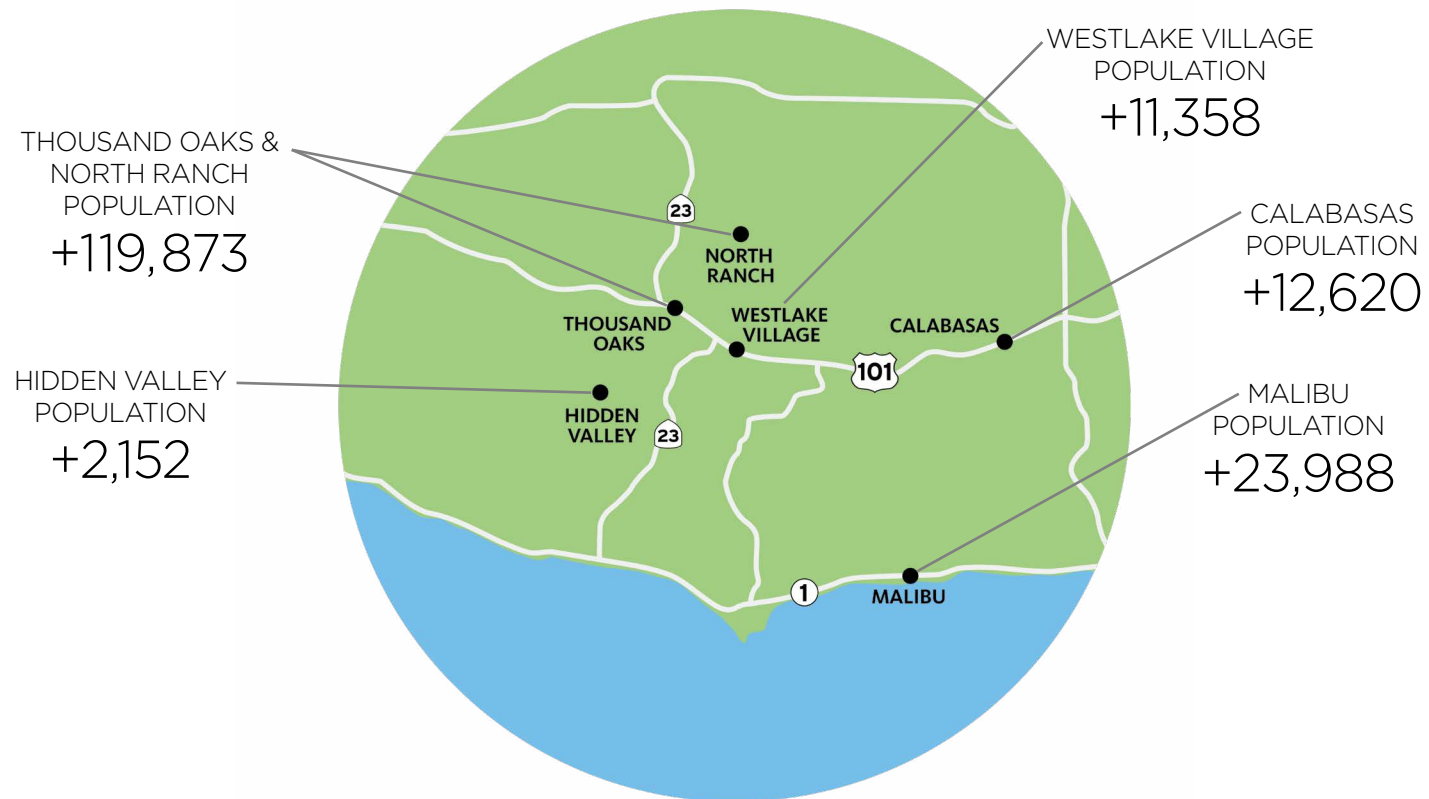 WESTLAKE VILLAGE
POPULATION
+11,358
THOUSAND OAKS &
NORTH RANCH
POPULATION
+119,873
CALABASAS
POPULATION
+12,620
HIDDEN VALLEY
POPULATION
+2,152
MALIBU
POPULATION
+23,988
23
NORTH
RANCH
THOUSAND
OAKS
WESTLAKE
VILLAGE
CALABASAS
101
HIDDEN
VALLEY
23
1
MALIBU